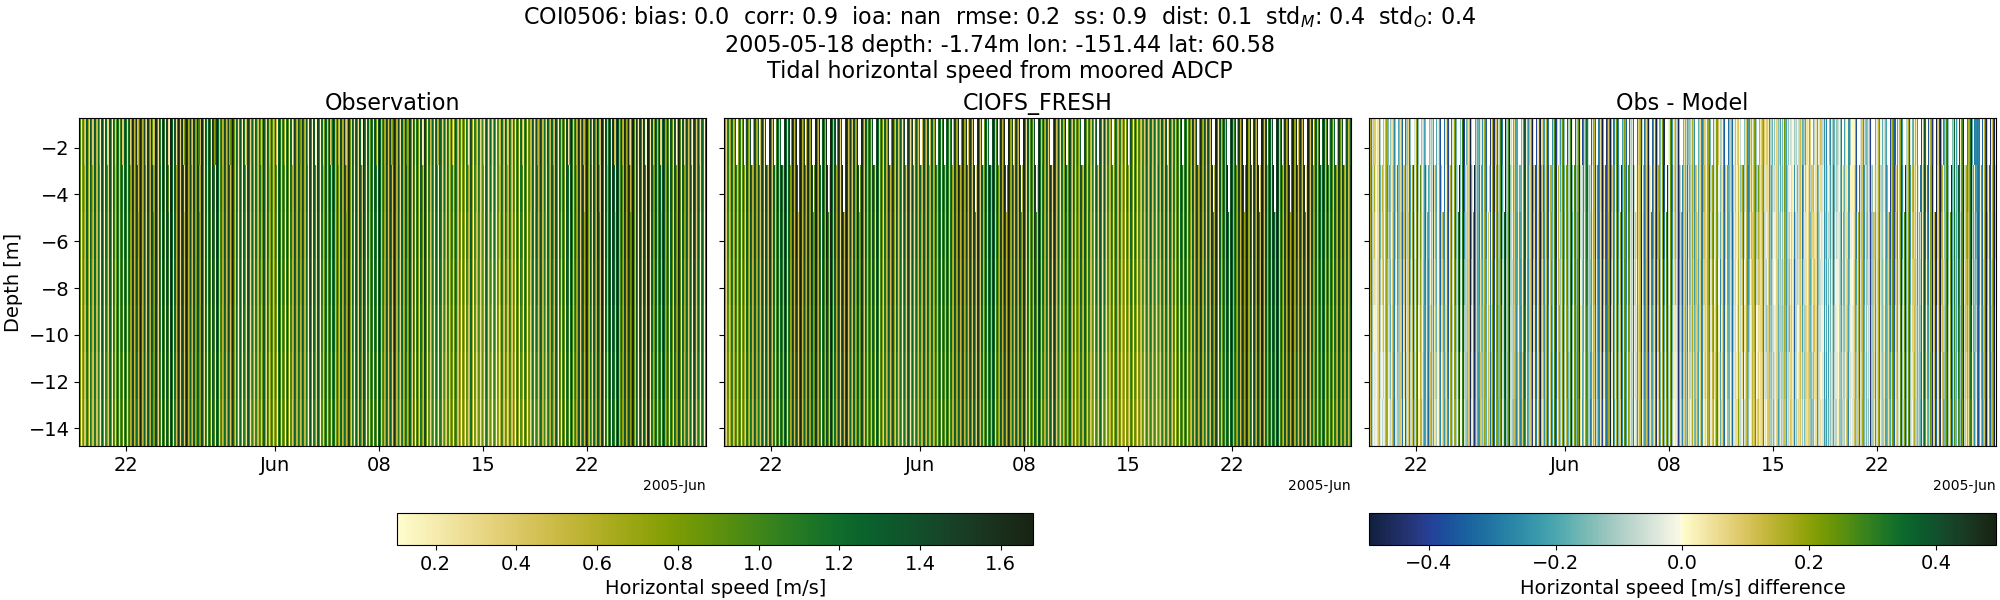 COI0506: bias: 0.0 corr: 0.9 ioa: nan rmse: 0.2 ss: 0.9 dist: 0.1 std_M: 0.4 std_O: 0.4
2005-05-18 depth: -1.74m lon: -151.44 lat: 60.58
Tidal horizontal speed from moored ADCP
Observation
CIOFS_FRESH
Obs - Model
Depth [m]
−2
−4
−6
−8
−10
−12
−14
22 Jun 08 15 22
2005-Jun
22 Jun 08 15 22
2005-Jun
22 Jun 08 15 22
2005-Jun
0.2 0.4 0.6 0.8 1.0 1.2 1.4 1.6
Horizontal speed [m/s]
−0.4 −0.2 0.0 0.2 0.4
Horizontal speed [m/s] difference